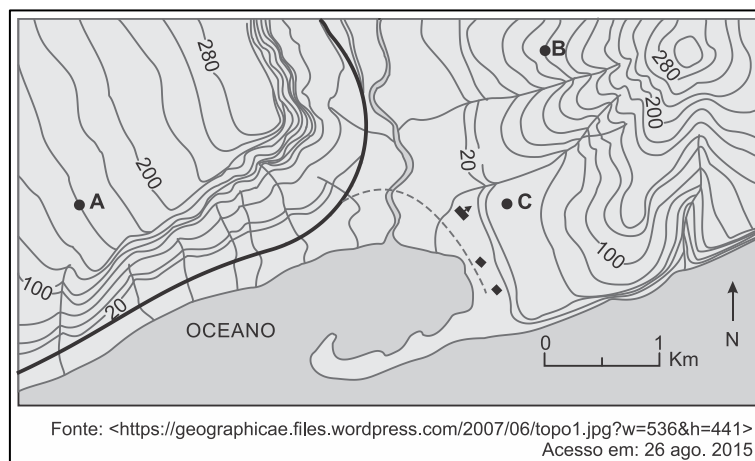 280
B
280
200
A
200
20
C
100
100
20
OCEANO
0 1
Km
N
Fonte: <https://geographicae.files.wordpress.com/2007/06/topo1.jpg?w=536&h=441>
Acesso em: 26 ago. 2015